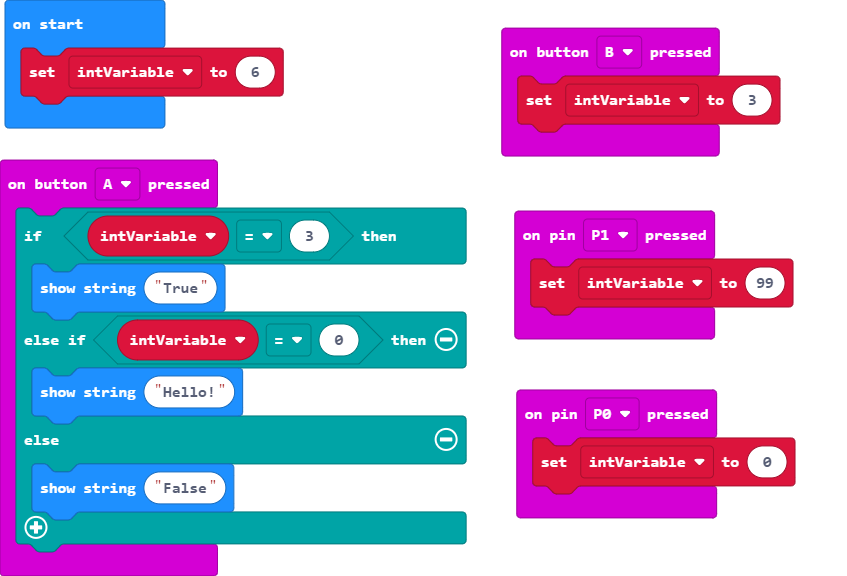 on start
set intVariable to 6
on button A pressed
if intVariable = 3 then
show string "True"
else if intVariable = 0 then
show string "Hello!"
else
show string "False"
on button B pressed
set intVariable to 3
on pin P1 pressed
set intVariable to 99
on pin P0 pressed
set intVariable to 0